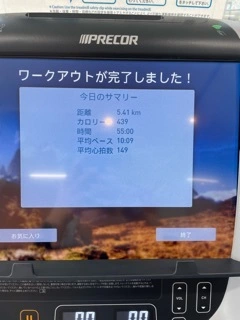 PRECOR
ワークアウトが完了しました！
今日のサマリー
距離 5.41 km
カロリー 439
時間 55:00
平均ペース 10:09
平均心拍数 149
お気に入り
終了
VOL
CH